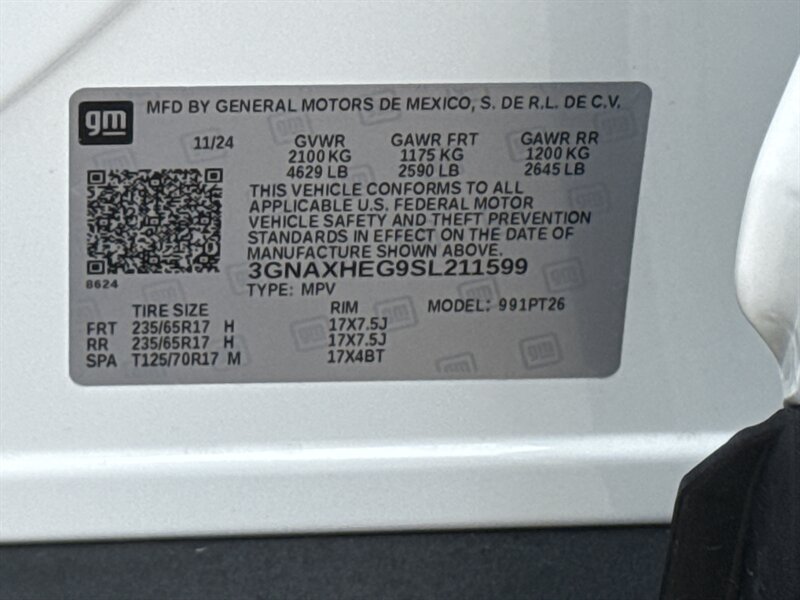 gm MFD BY GENERAL MOTORS DE MEXICO, S. DE R.L. DE C.V.
11/24 GVWR GAWR FRT GAWR RR
2100 KG 1175 KG 1200 KG
4629 LB 2590 LB 2645 LB
THIS VEHICLE CONFORMS TO ALL
APPLICABLE U.S. FEDERAL MOTOR
VEHICLE SAFETY AND THEFT PREVENTION
STANDARDS IN EFFECT ON THE DATE OF
MANUFACTURE SHOWN ABOVE.
3GNAXHEG9SL211599
8624
TYPE: MPV
TIRE SIZE RIM MODEL: 991PT26
FRT 235/65R17 H 17X7.5J
RR 235/65R17 H 17X7.5J
SPA T125/70R17 M 17X4BT